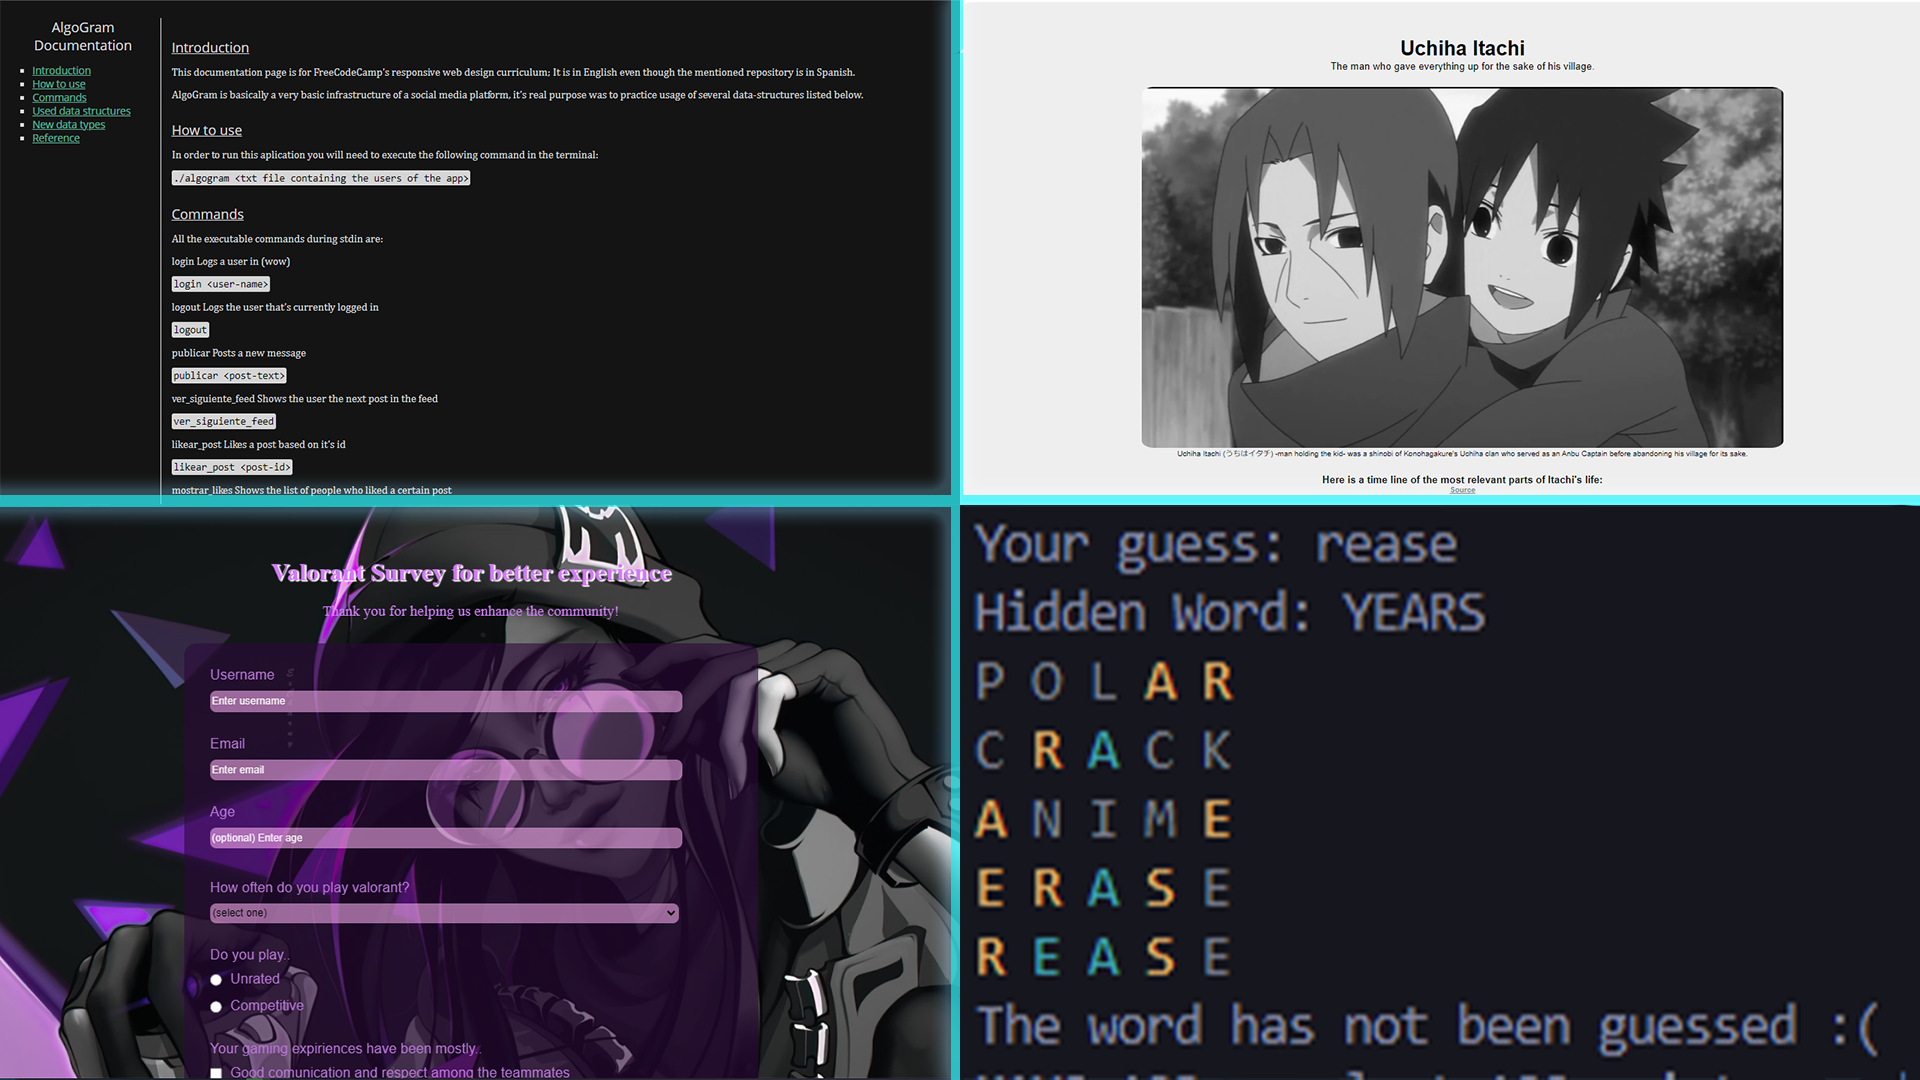 AlgoGram
Documentation
Introduction
How to use
Commands
Used data structures
New data types
Reference
Introduction
This documentation page is for FreeCodeCamp's responsive web design curriculum; It is in English even though the mentioned repository is in Spanish.
AlgoGram is basically a very basic infrastructure of a social media platform, it's real purpose was to practice usage of several data-structures listed below.
How to use
In order to run this aplication you will need to execute the following command in the terminal:
./algogram <txt file containing the users of the app>
Commands
All the executable commands during stdin are:
login Logs a user in (wow)
login <user-name>
logout Logs the user that's currently logged in
logout
publicar Posts a new message
publicar <post-text>
ver_siguiente_feed Shows the user the next post in the feed
ver_siguiente_feed
likear_post Likes a post based on it's id
likear_post <post-id>
mostrar_likes Shows the list of people who liked a certain post
Uchiha Itachi
The man who gave everything up for the sake of his village.
Uchiha Itachi (うちはイタチ) -man holding the kid- was a shinobi of Konohagakure's Uchiha clan who served as an Anbu Captain before abandoning his village for its sake.
Here is a time line of the most relevant parts of Itachi's life:
Source
Valorant Survey for better experience
Thank you for helping us enhance the community!
Username
Enter username
Email
Enter email
Age
(optional) Enter age
How often do you play valorant?
(select one)
Do you play..
Unrated
Competitive
Your gaming expiriences have been mostly..
Good comunication and respect among the teammates
Your guess: rease
Hidden Word: YEARS
P O L A R
C R A C K
A N I M E
E R A S E
R E A S E
The word has not been guessed :(